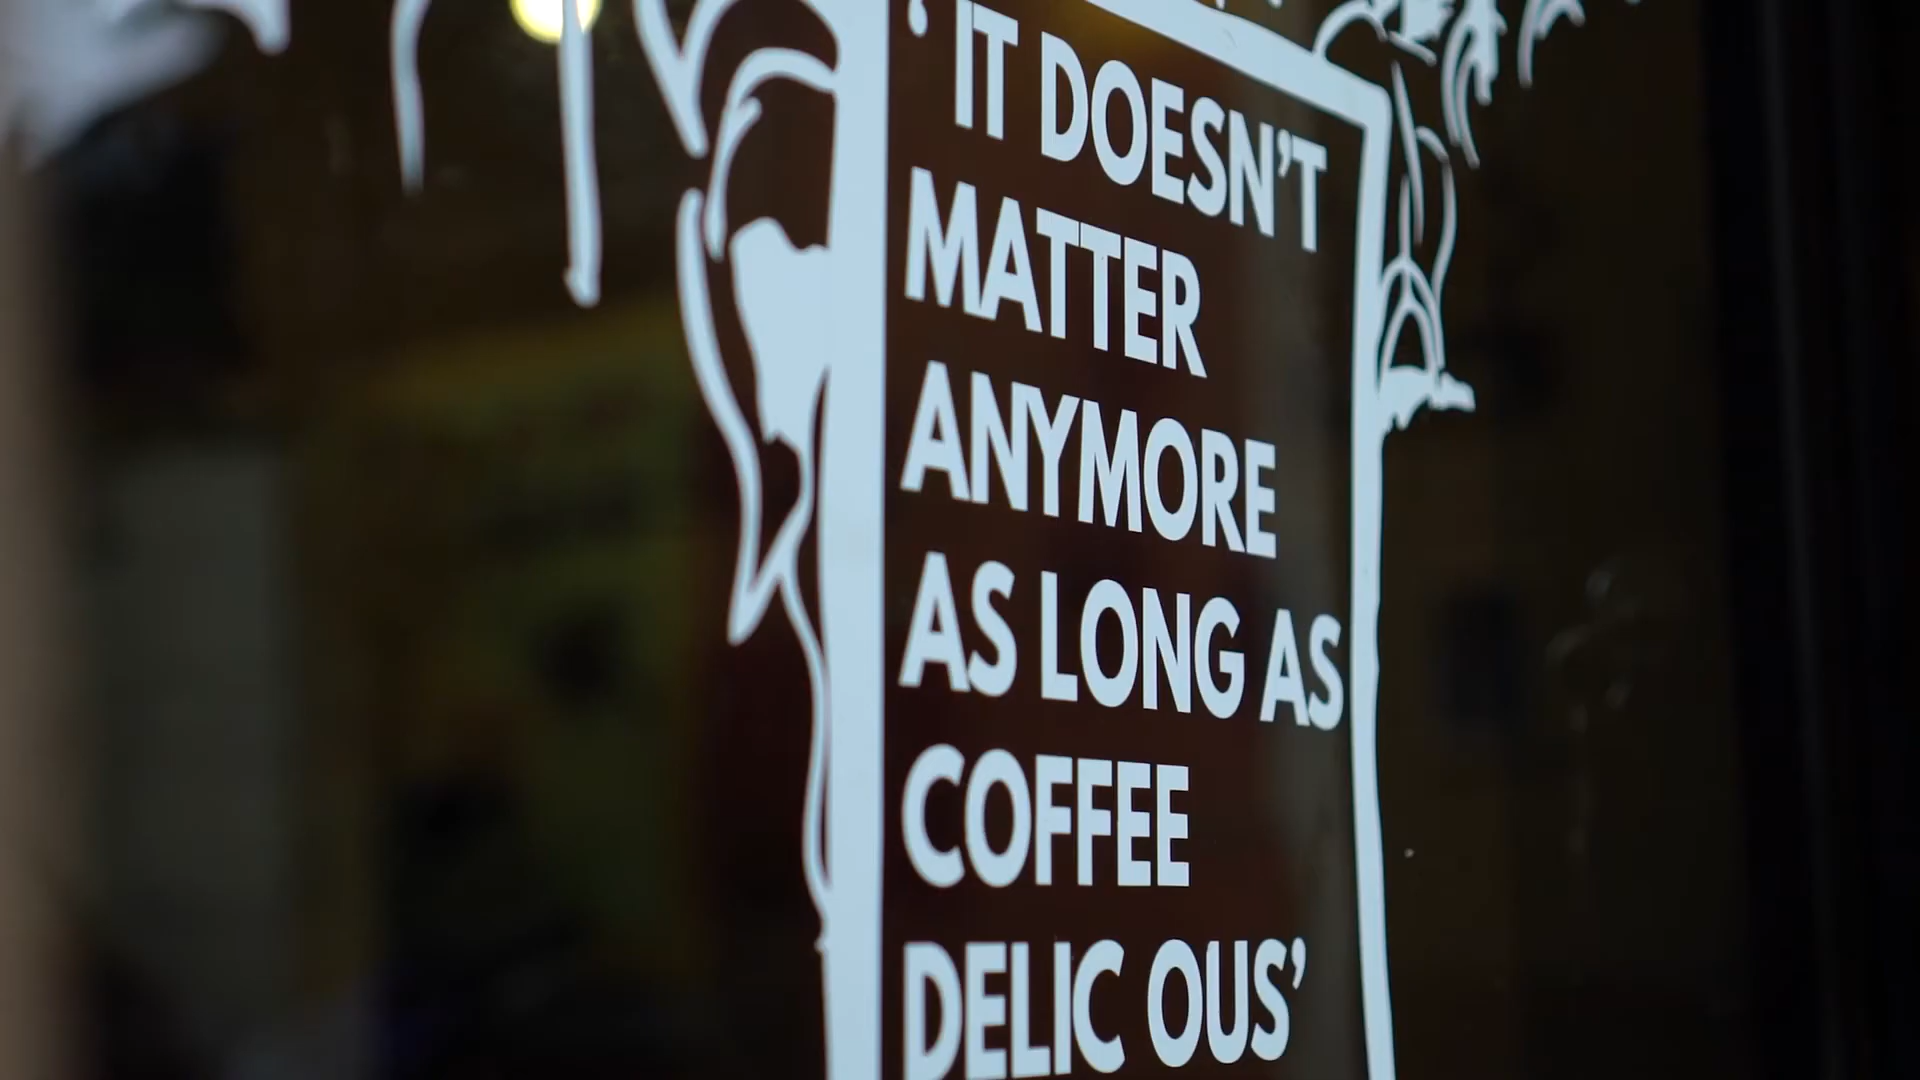 ‘ IT DOESN’T
MATTER
ANYMORE
AS LONG AS
COFFEE
DELIC OUS’